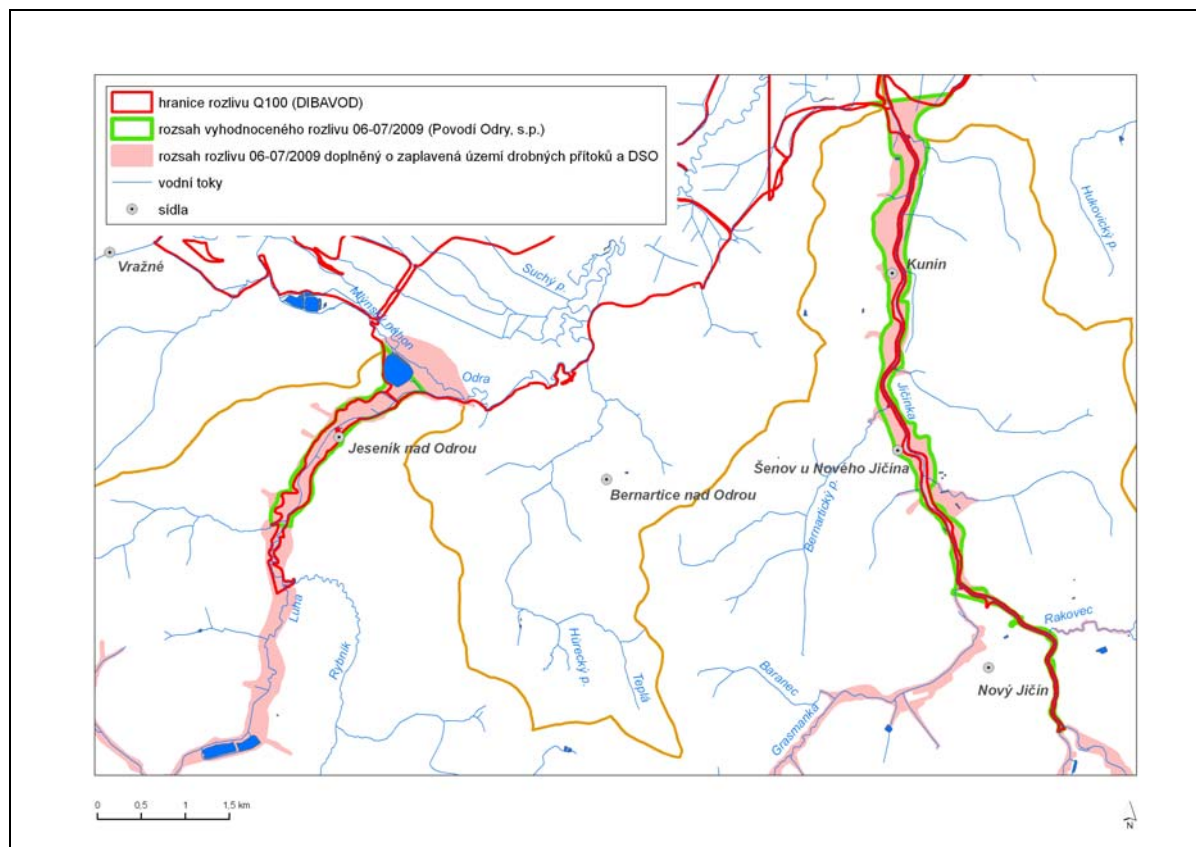 hranice rozlivu Q100 (DIBAVOD)
rozsah vyhodnoceného rozlivu 06-07/2009 (Povodí Odry, s.p.)
rozsah rozlivu 06-07/2009 doplněný o zaplavená území drobných přítoků a DSO
vodní toky
sídla
Hukovický p.
Vražné
Suchý p.
Kunín
Mlýnský náhon
Odra
Jičínka
Jeseník nad Odrou
Šenov u Nového Jičína
Bernartice nad Odrou
Bernartický p.
Luha
Rybník
Rakovec
Húrecký p.
Teplá
Baranec
Nový Jičín
Grasmanka
0 0,5 1 1,5 km
N